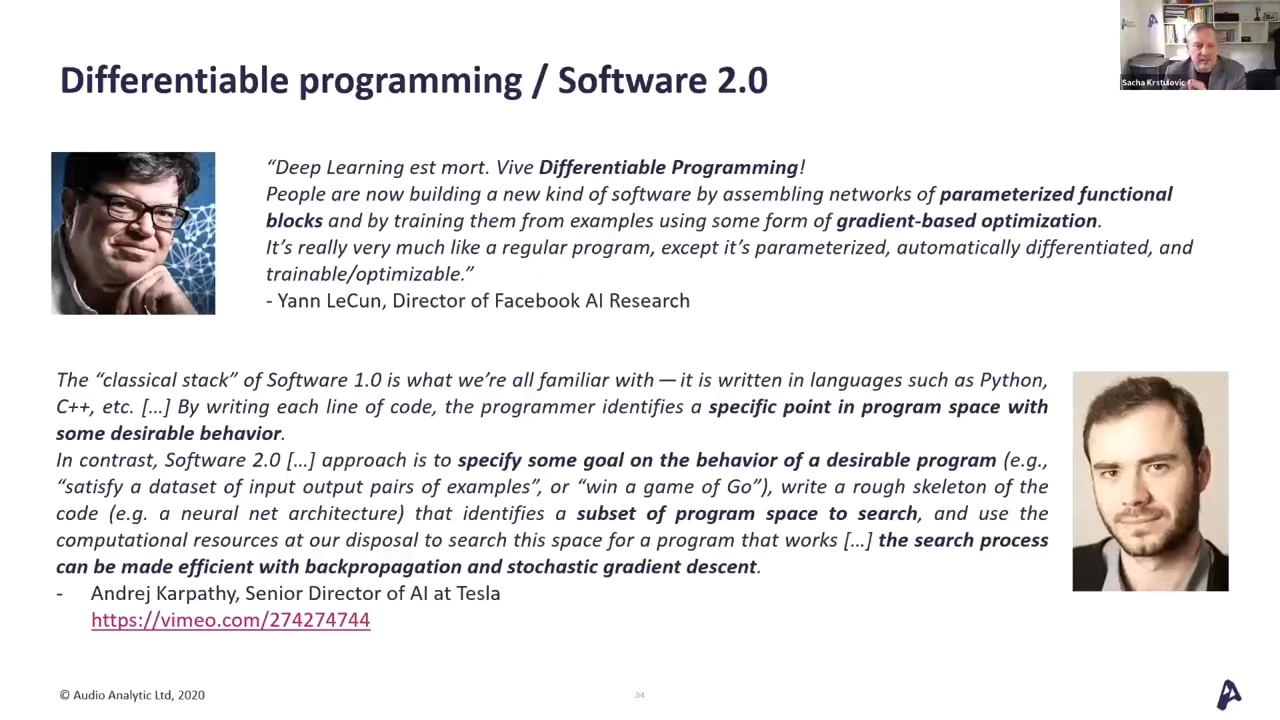 Differentiable programming / Software 2.0
Sacha Krstulovic
“Deep Learning est mort. Vive Differentiable Programming!
People are now building a new kind of software by assembling networks of parameterized functional
blocks and by training them from examples using some form of gradient-based optimization.
It’s really very much like a regular program, except it’s parameterized, automatically differentiated, and
trainable/optimizable.”
- Yann LeCun, Director of Facebook AI Research
The “classical stack” of Software 1.0 is what we’re all familiar with — it is written in languages such as Python,
C++, etc. […] By writing each line of code, the programmer identifies a specific point in program space with
some desirable behavior.
In contrast, Software 2.0 […] approach is to specify some goal on the behavior of a desirable program (e.g.,
“satisfy a dataset of input output pairs of examples”, or “win a game of Go”), write a rough skeleton of the
code (e.g. a neural net architecture) that identifies a subset of program space to search, and use the
computational resources at our disposal to search this space for a program that works […] the search process
can be made efficient with backpropagation and stochastic gradient descent.
- Andrej Karpathy, Senior Director of AI at Tesla
https://vimeo.com/274274744
© Audio Analytic Ltd, 2020
34